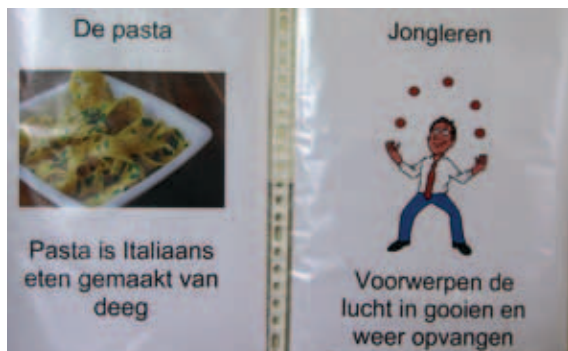 De pasta
Pasta is Italiaans
eten gemaakt van
deeg
Jongleren
Voorwerpen de
lucht in gooien en
weer opvangen